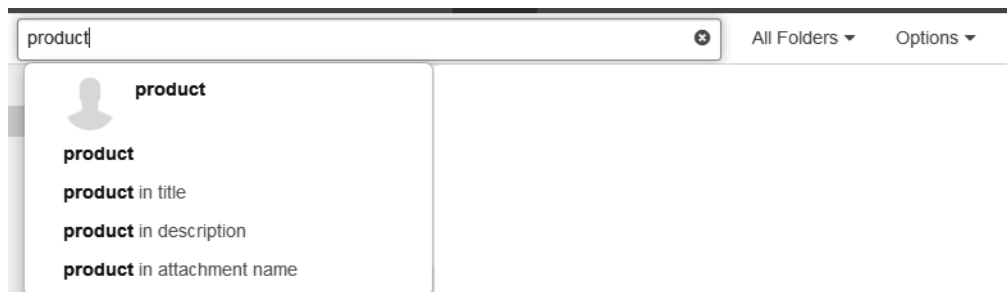 product
All Folders
Options
product
product
product in title
product in description
product in attachment name